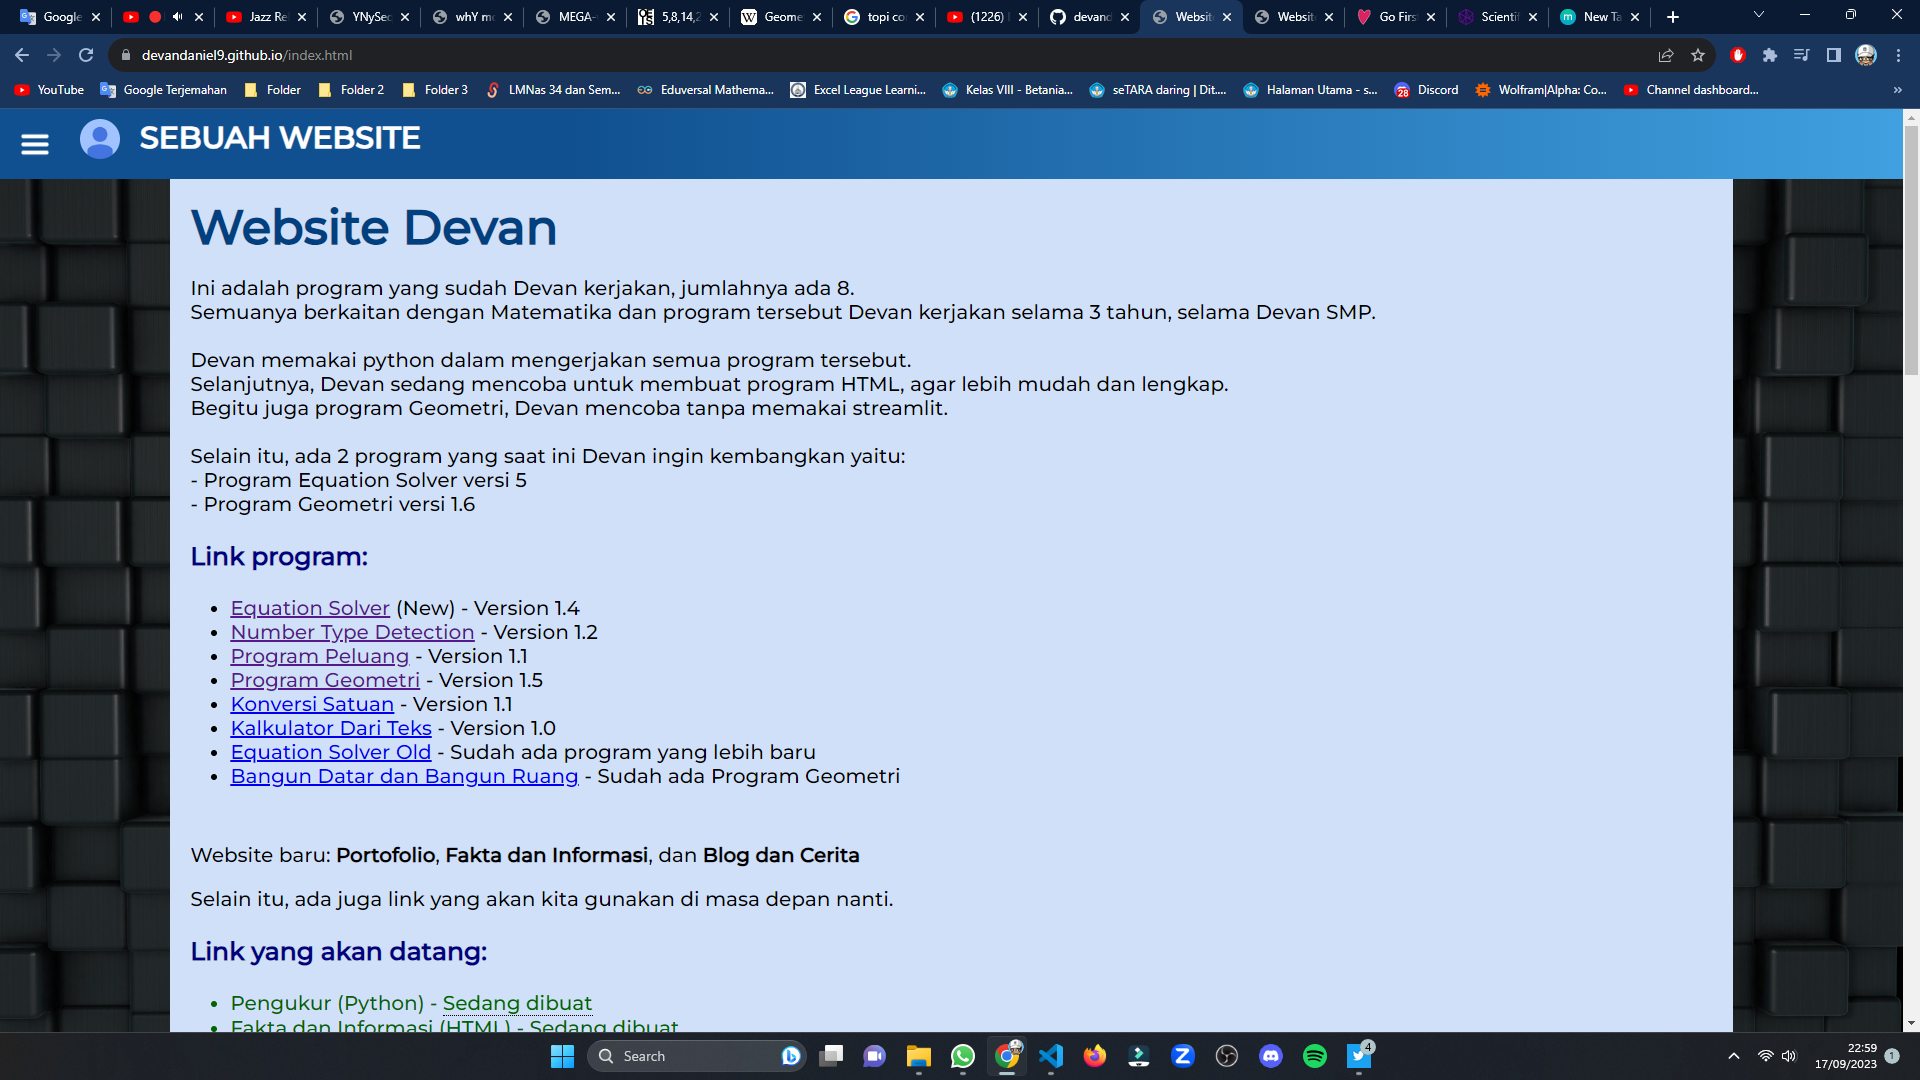 Google
Jazz Re
YNySec
whY m
MEGA-
5,8,14,2
Geome
topi co
(1226)
devand
Website
Website
Go Firs
Scientif
New Ta
devandaniel9.github.io/index.html
YouTube
Google Terjemahan
Folder
Folder 2
Folder 3
LMNas 34 dan Sem...
Eduversal Mathema...
Excel League Learni...
Kelas VIII - Betania...
seTARA daring | Dit....
Halaman Utama - s...
28
Discord
Wolfram|Alpha: Co...
Channel dashboard...
SEBUAH WEBSITE
Website Devan
Ini adalah program yang sudah Devan kerjakan, jumlahnya ada 8.
Semuanya berkaitan dengan Matematika dan program tersebut Devan kerjakan selama 3 tahun, selama Devan SMP.
Devan memakai python dalam mengerjakan semua program tersebut.
Selanjutnya, Devan sedang mencoba untuk membuat program HTML, agar lebih mudah dan lengkap.
Begitu juga program Geometri, Devan mencoba tanpa memakai streamlit.
Selain itu, ada 2 program yang saat ini Devan ingin kembangkan yaitu:
- Program Equation Solver versi 5
- Program Geometri versi 1.6
Link program:
• Equation Solver (New) - Version 1.4
• Number Type Detection - Version 1.2
• Program Peluang - Version 1.1
• Program Geometri - Version 1.5
• Konversi Satuan - Version 1.1
• Kalkulator Dari Teks - Version 1.0
• Equation Solver Old - Sudah ada program yang lebih baru
• Bangun Datar dan Bangun Ruang - Sudah ada Program Geometri
Website baru: Portofolio, Fakta dan Informasi, dan Blog dan Cerita
Selain itu, ada juga link yang akan kita gunakan di masa depan nanti.
Link yang akan datang:
• Pengukur (Python) - Sedang dibuat
• Fakta dan Informasi (HTML) - Sedang dibuat
Search
4
22:59
17/09/2023
1